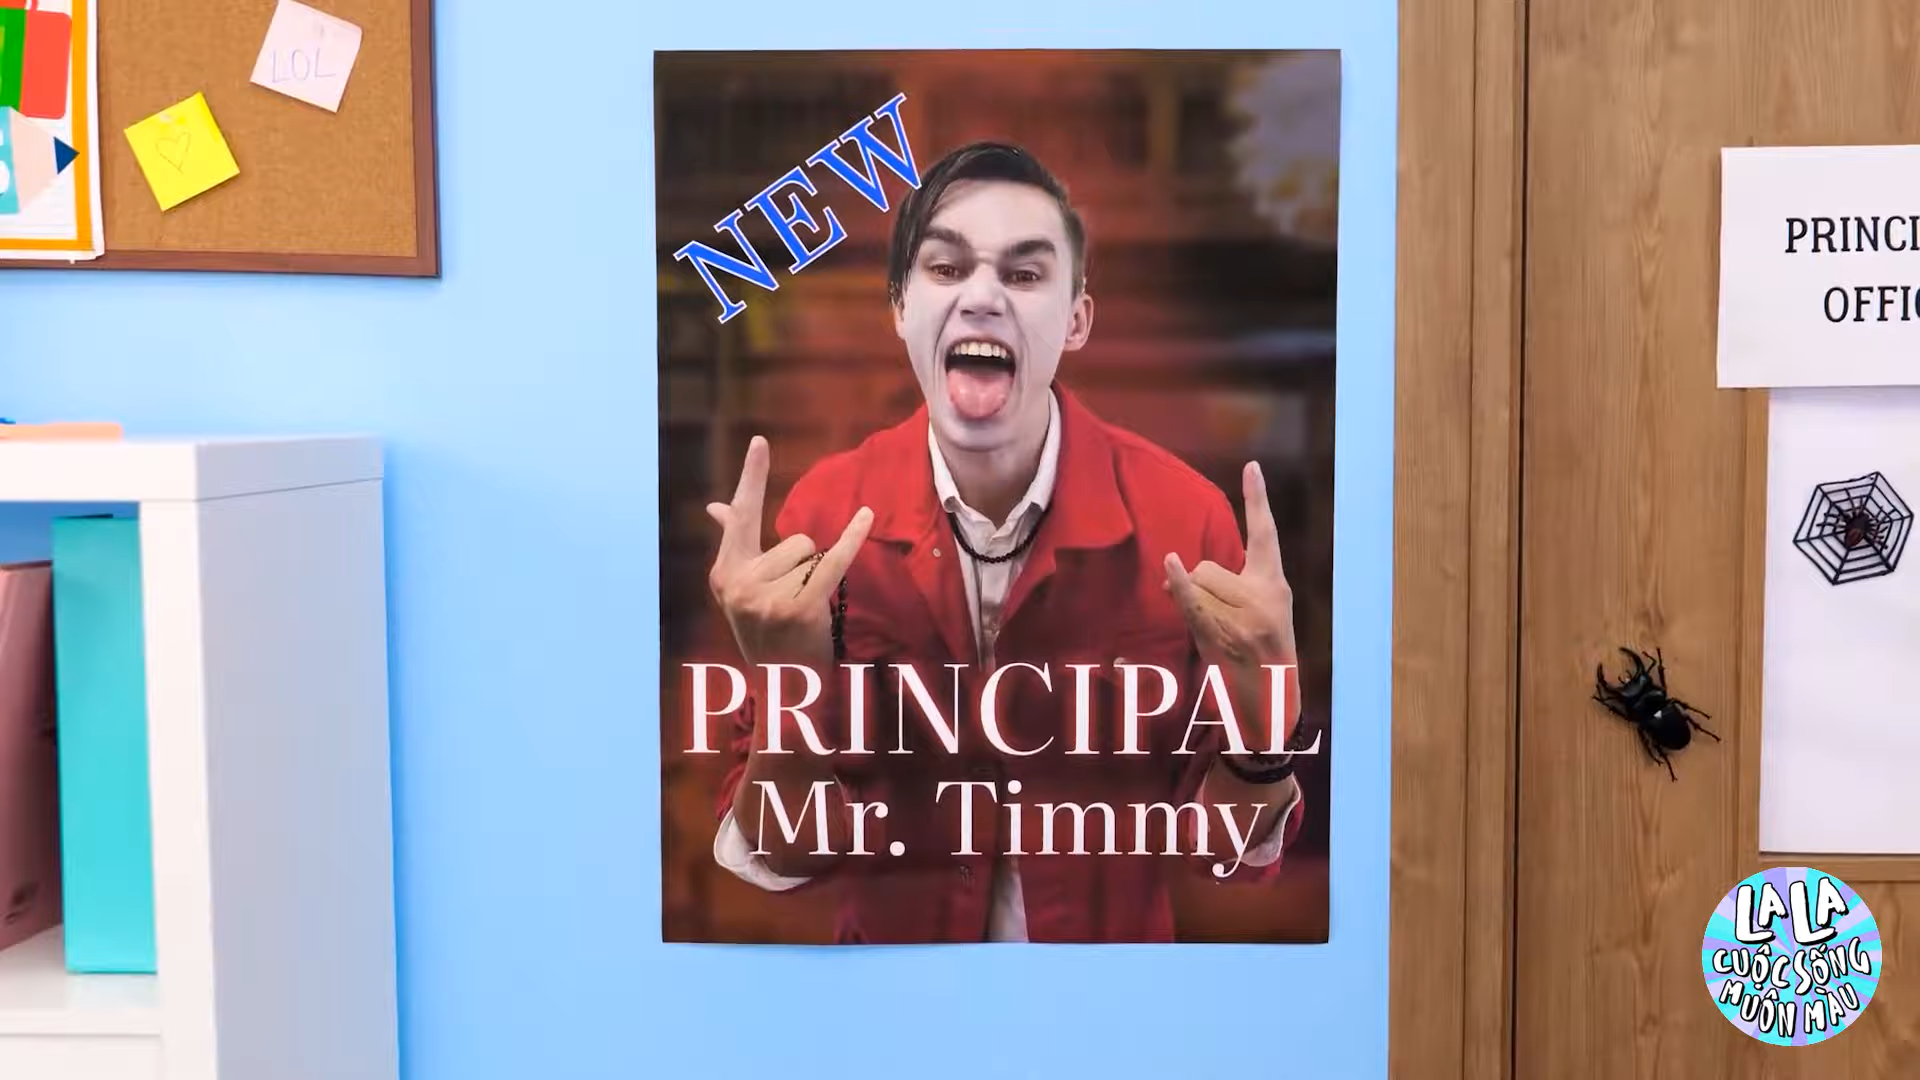 LOL
NEW
PRINCIPAL
Mr. Timmy
PRINCI
OFFIC
LA LA
CUỘC SỐNG
MUÔN MÀU